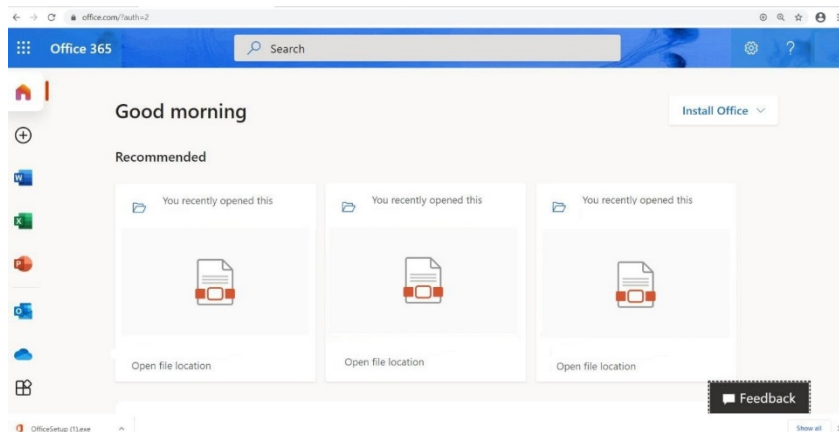 office.com/?auth=2
Office 365
Search
?
Good morning
Install Office
Recommended
You recently opened this
You recently opened this
You recently opened this
W
X
P
O
Open file location
Open file location
Open file location
Feedback
OfficeSetup (1).exe
Show all